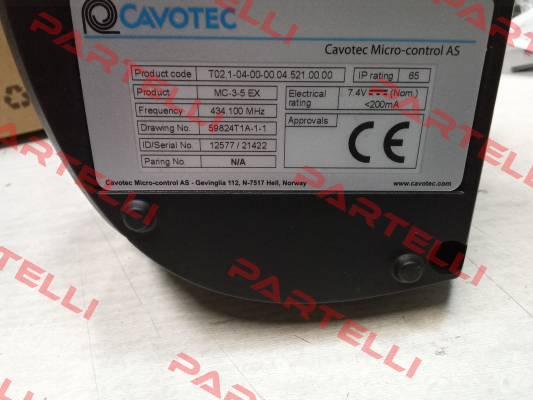 CAVOTEC
Cavotec Micro-control AS
Product code T02.1-04-00-00.04.521.00.00 IP rating 65
Product MC-3-5 EX Electrical rating 7.4V (Nom.) <200mA
Frequency 434.100 MHz
Drawing No. 59824T1A-1-1 Approvals CE
ID/Serial No. 12577 / 21422
Paring No. N/A
Cavotec Micro-control AS - Gevinglia 112, N-7517 Hell, Norway www.cavotec.com
PARTELLI
PARTELLI
PARTELLI
PARTELLI
PARTELLI